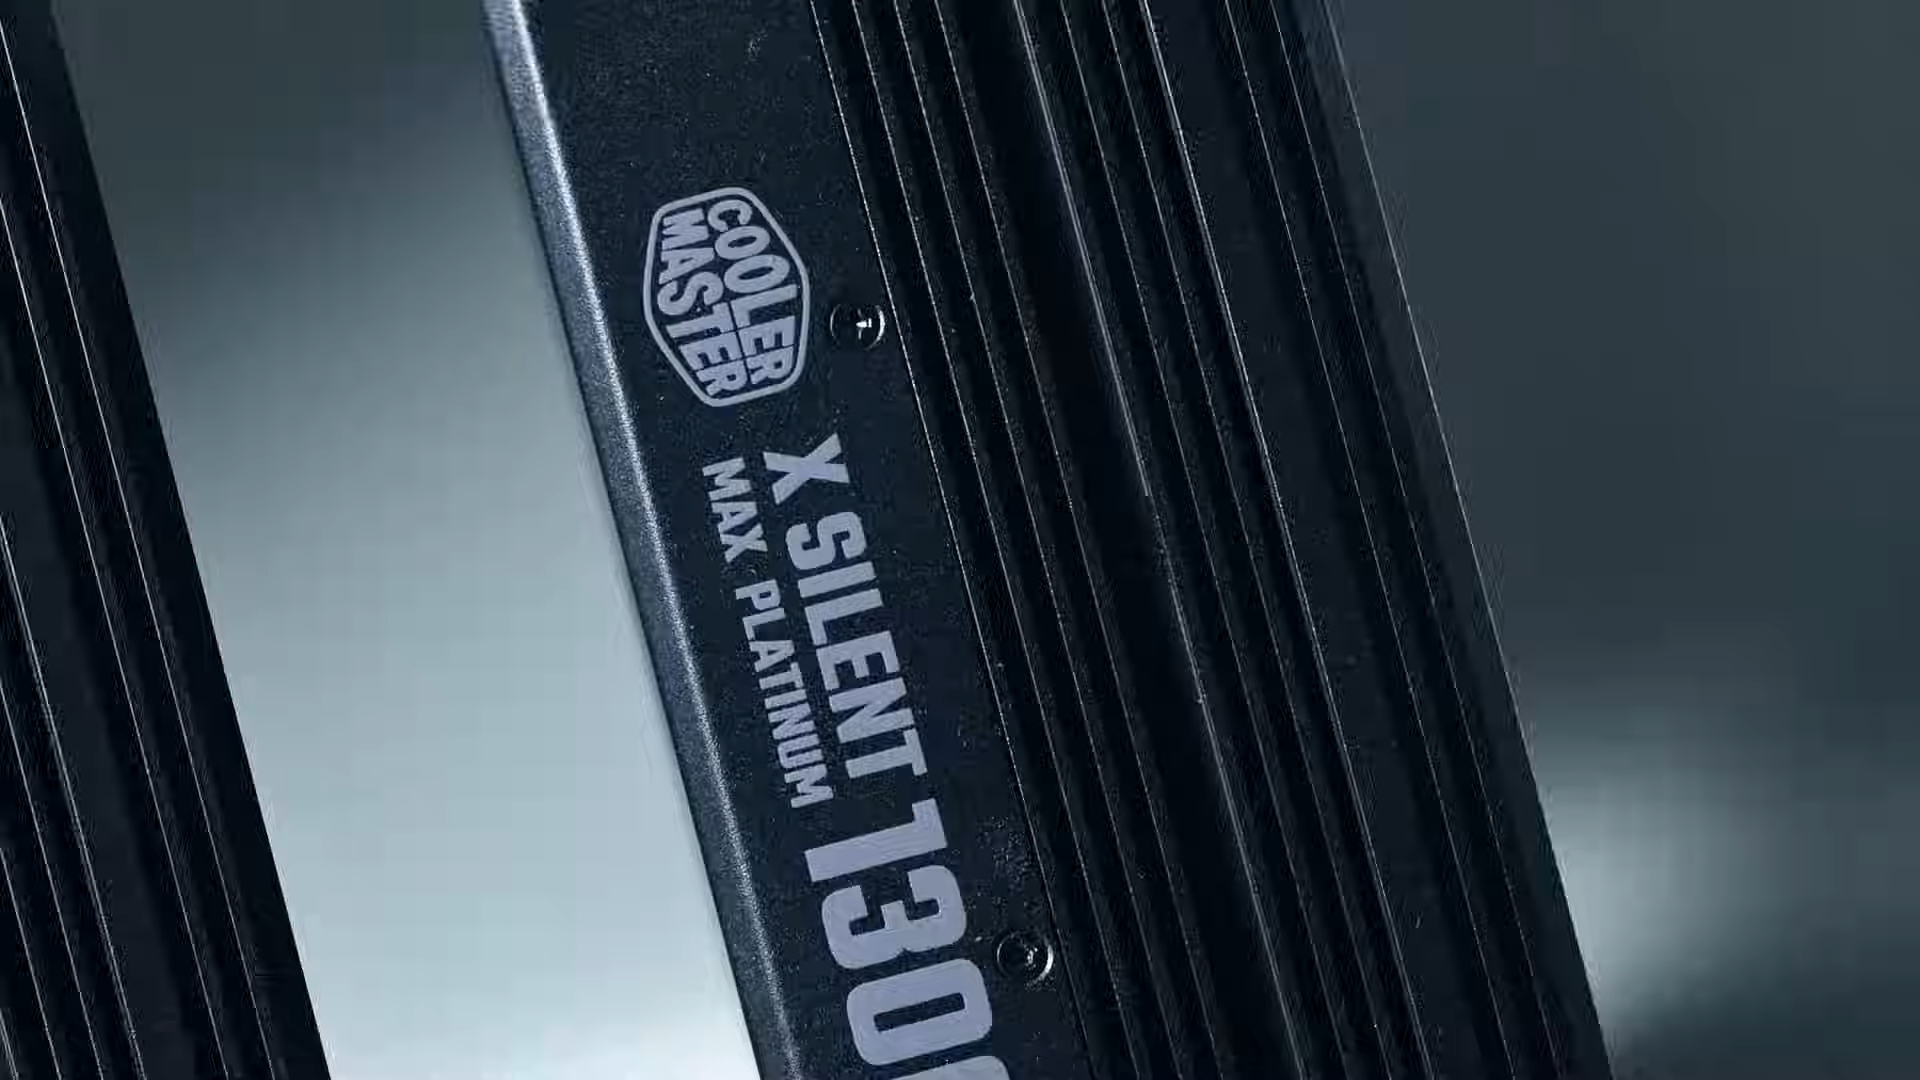 COOLER
MASTER
X SILENT
MAX PLATINUM
130